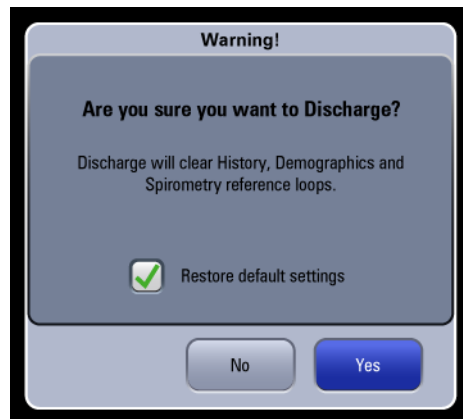 Warning!
Are you sure you want to Discharge?
Discharge will clear History, Demographics and
Spirometry reference loops.
Restore default settings
No
Yes